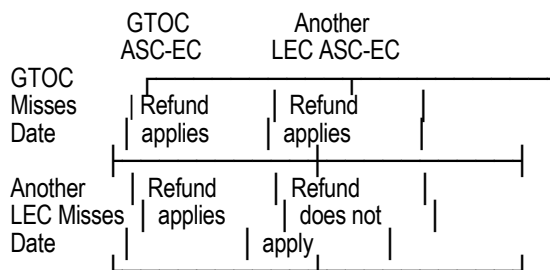 GTOC Another
ASC-EC LEC ASC-EC
GTOC
Misses | Refund | Refund |
Date | applies | applies |
Another | Refund | Refund |
LEC Misses | applies | does not |
Date | | apply |